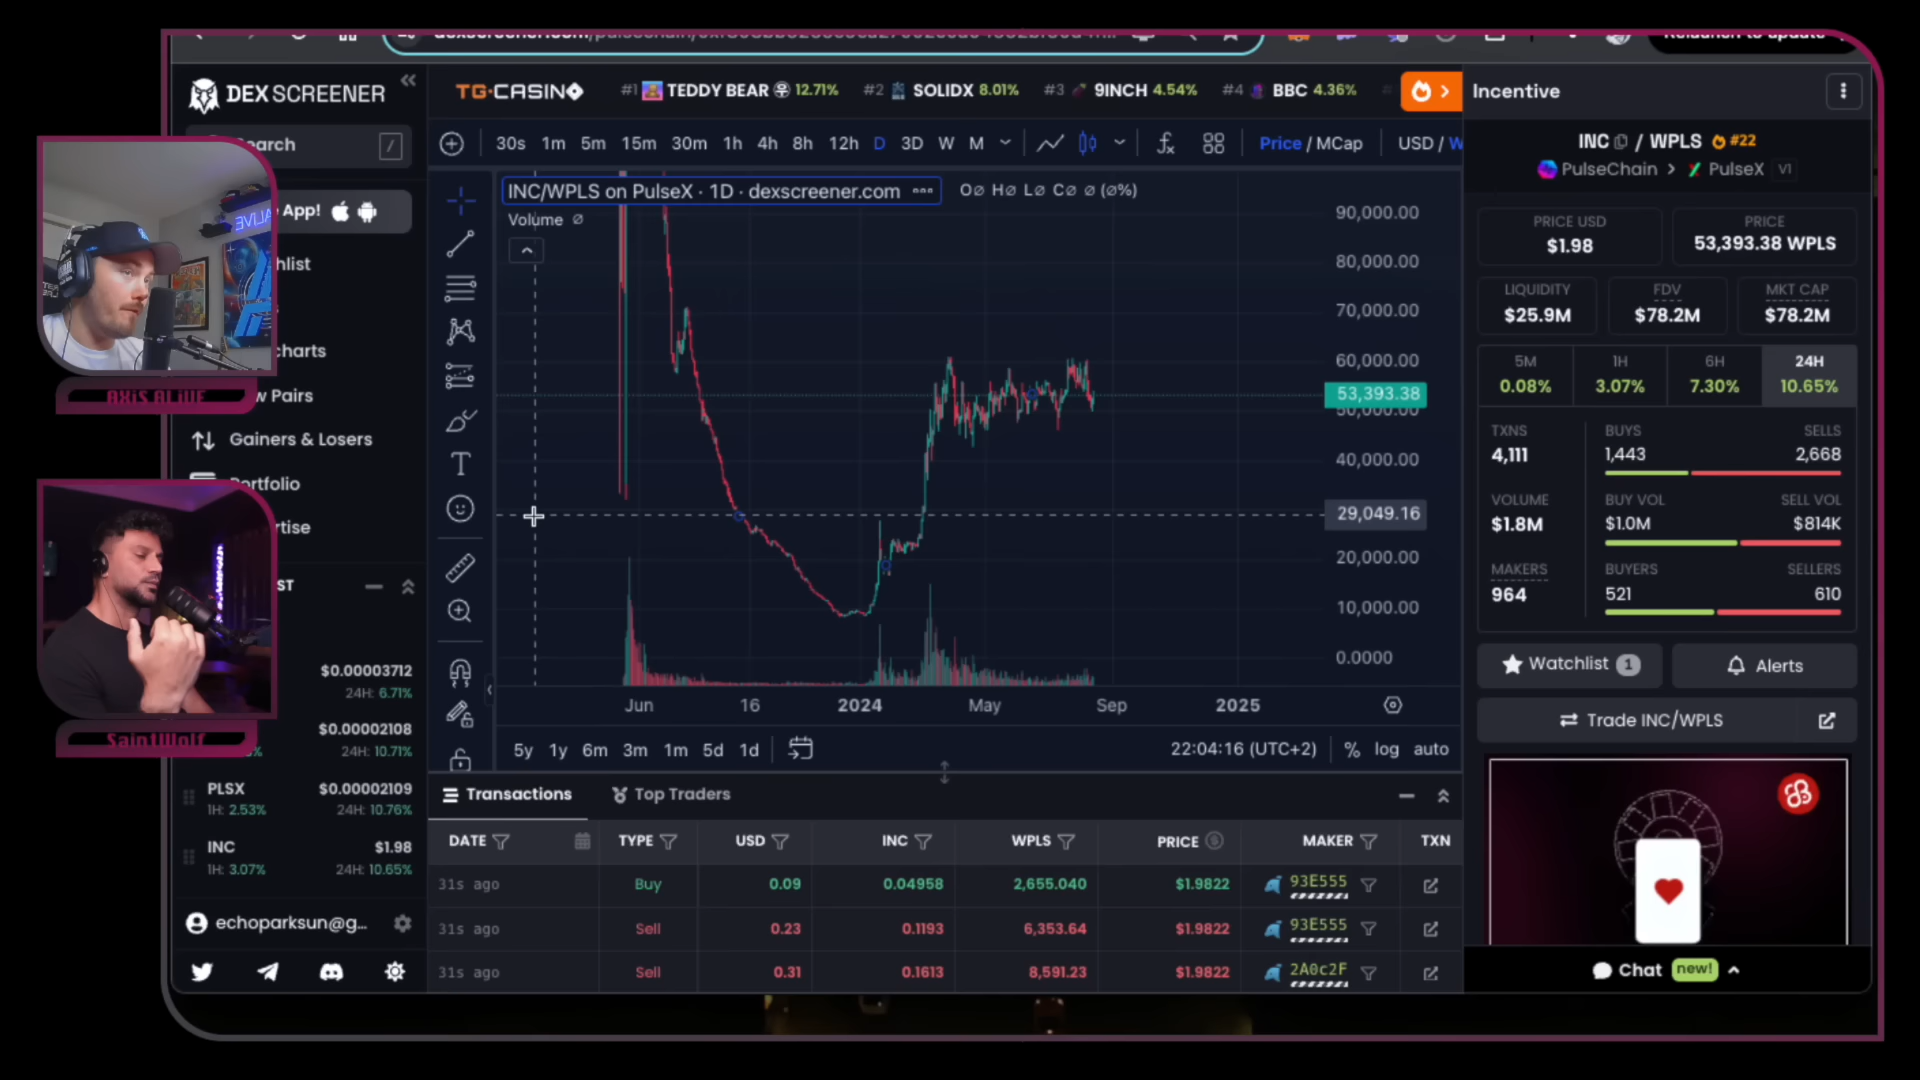 Relaunch to update
DEX SCREENER
TG·CASINO
#1 TEDDY BEAR 12.71%
#2 SOLIDX 8.01%
#3 9INCH 4.54%
#4 BBC 4.36%
Incentive
/
30s 1m 5m 15m 30m 1h 4h 8h 12h D 3D W M
Price / MCap
USD / W
INC / WPLS #22
PulseChain > PulseX V1
App!
Gainers & Losers
INC/WPLS on PulseX · 1D · dexscreener.com
O∅ H∅ L∅ C∅ ∅ (∅%)
Volume ∅
90,000.00
80,000.00
70,000.00
60,000.00
53,393.38
50,000.00
40,000.00
29,049.16
20,000.00
10,000.00
0.0000
Jun 16 2024 May Sep 2025
5y 1y 6m 3m 1m 5d 1d
22:04:16 (UTC+2)
% log auto
PRICE USD
$1.98
PRICE
53,393.38 WPLS
LIQUIDITY
$25.9M
FDV
$78.2M
MKT CAP
$78.2M
5M
0.08%
1H
3.07%
6H
7.30%
24H
10.65%
TXNS
4,111
BUYS
1,443
SELLS
2,668
VOLUME
$1.8M
BUY VOL
$1.0M
SELL VOL
$814K
MAKERS
964
BUYERS
521
SELLERS
610
Watchlist 1
Alerts
Trade INC/WPLS
AXiS ALiVE
SaintWolf
$0.00003712
24H: 6.71%
$0.00002108
24H: 10.71%
PLSX $0.00002109
1H: 2.53% 24H: 10.76%
INC $1.98
1H: 3.07% 24H: 10.65%
echoparksun@g...
Transactions
Top Traders
DATE TYPE USD INC WPLS PRICE MAKER TXN
31s ago Buy 0.09 0.04958 2,655.040 $1.9822 93E555
31s ago Sell 0.23 0.1193 6,353.64 $1.9822 93E555
31s ago Sell 0.31 0.1613 8,591.23 $1.9822 2A0c2F
Chat new!